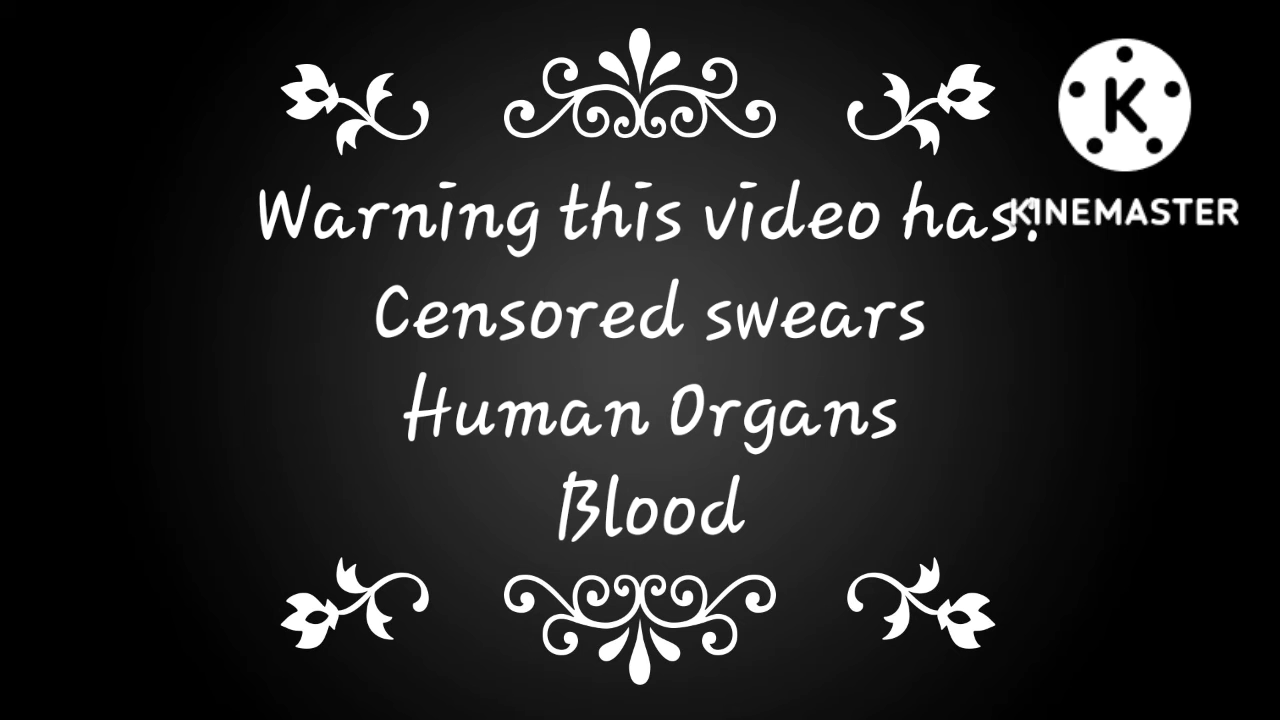 Warning this video has:
KINEMASTER
Censored swears
Human Organs
Blood